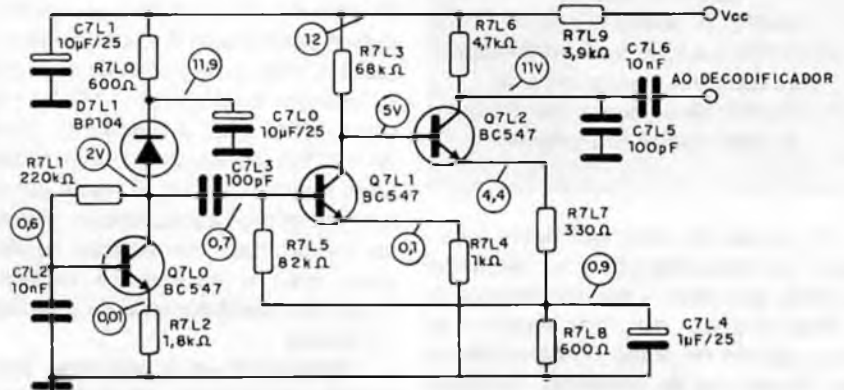 C7L1
10µF/25
R7L0
600Ω
11,9
12
R7L3
68kΩ
R7L6
4,7kΩ
11V
R7L9
3,9kΩ
Vcc
C7L6
10nF
AO DECODIFICADOR
D7L1
BP104
C7L0
10µF/25
5V
Q7L2
BC547
C7L5
100pF
2V
R7L1
220kΩ
C7L3
100pF
Q7L1
BC547
4,4
0,6
0,7
R7L5
82kΩ
0,1
R7L4
1kΩ
R7L7
330Ω
0,9
C7L2
10nF
Q7L0
BC547
0,01
R7L2
1,8kΩ
R7L8
600Ω
C7L4
1µF/25